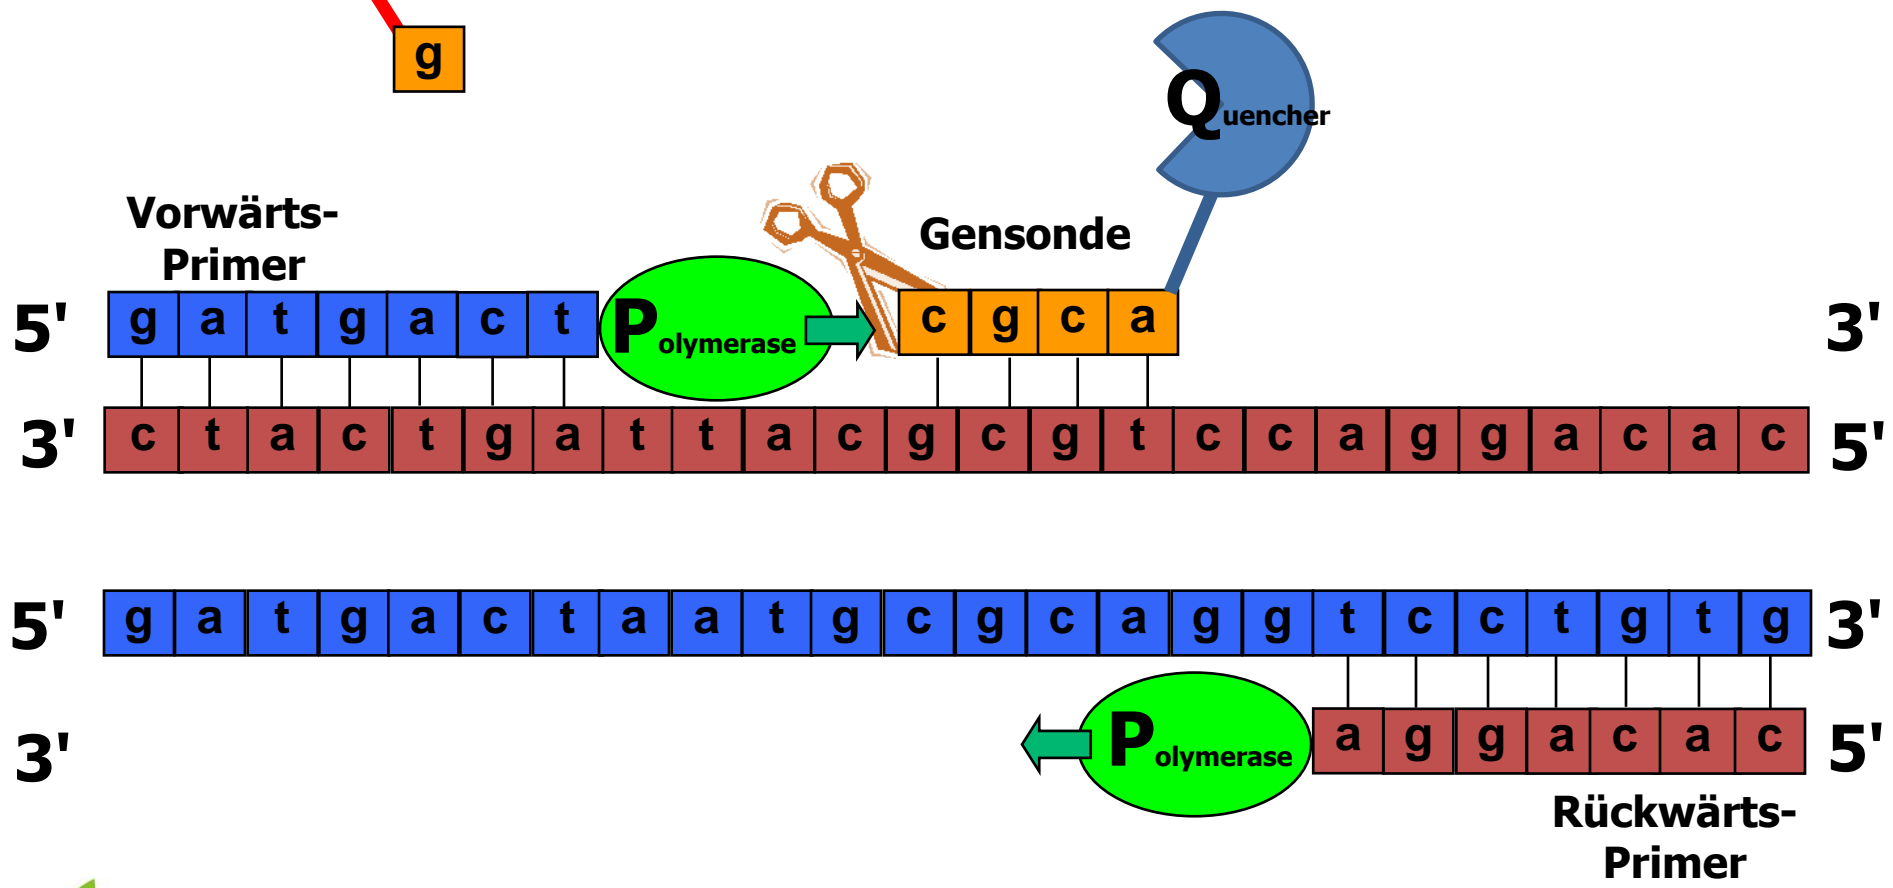 g
Quencher
Vorwärts-
Primer
Gensonde
5' g a t g a c t Polymerase c g c a 3'
3' c t a c t g a t t a c g c g t c c a g g a c a c 5'
5' g a t g a c t a a t g c g c a g g t c c t g t g 3'
3' Polymerase a g g a c a c 5'
Rückwärts-
Primer